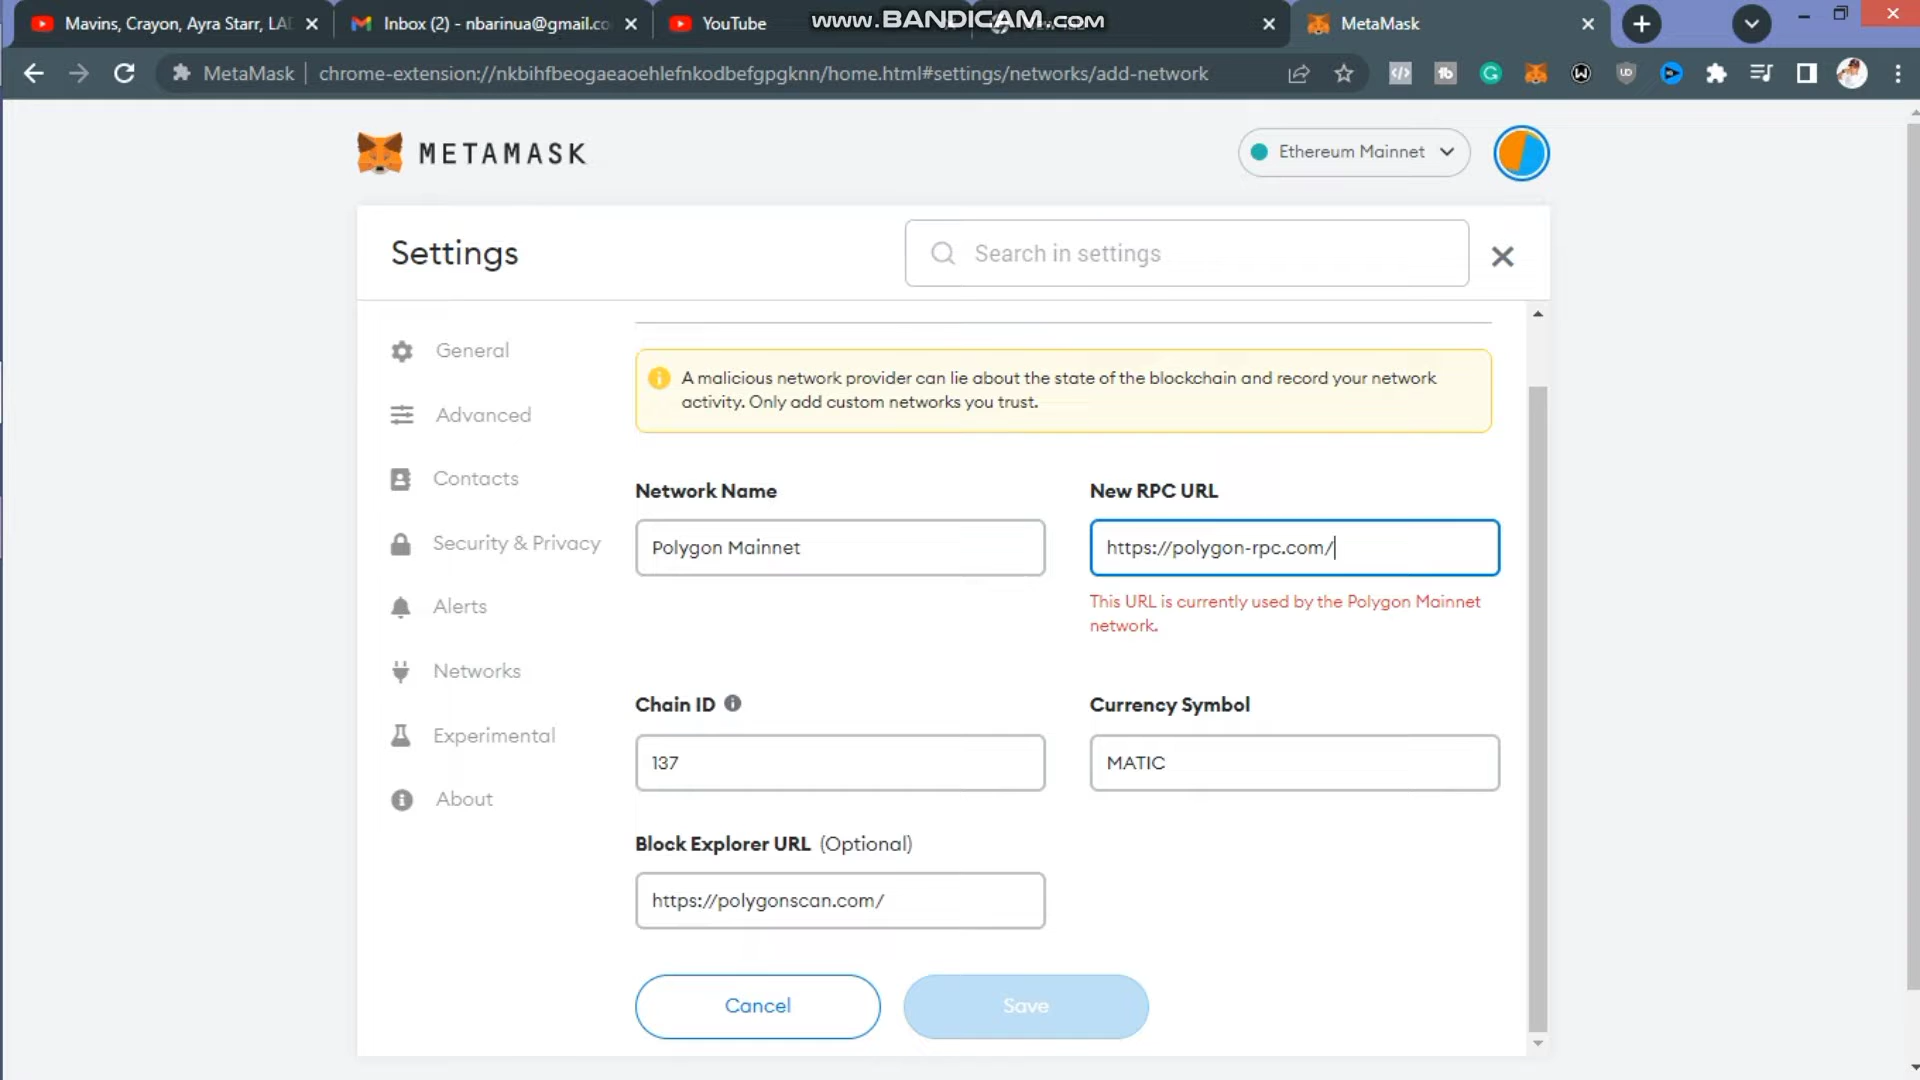 Mavins, Crayon, Ayra Starr, LA
Inbox (2) - nbarinua@gmail.co
YouTube
www.BANDICAM.com
MetaMask
MetaMask
chrome-extension://nkbihfbeogaeaoehlefnkodbefgpgknn/home.html#settings/networks/add-network
METAMASK
Ethereum Mainnet
Settings
Search in settings
General
Advanced
Contacts
Security & Privacy
Alerts
Networks
Experimental
About
A malicious network provider can lie about the state of the blockchain and record your network
activity. Only add custom networks you trust.
Network Name
Polygon Mainnet
New RPC URL
https://polygon-rpc.com/
This URL is currently used by the Polygon Mainnet
network.
Chain ID
137
Currency Symbol
MATIC
Block Explorer URL (Optional)
https://polygonscan.com/
Cancel
Save